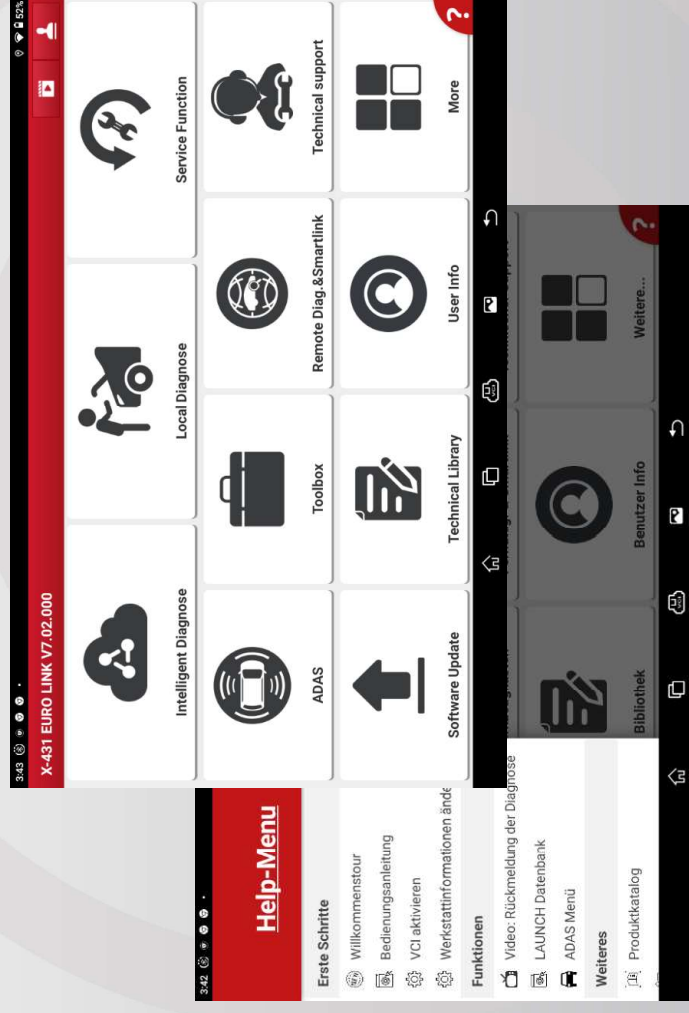 3:43
52%
X-431 EURO LINK V7.02.000
Intelligent Diagnose
Local Diagnose
Service Function
ADAS
Toolbox
Remote Diag.&Smartlink
Technical support
Software Update
Technical Library
User Info
More
?
3:42
Help-Menu
Erste Schritte
Willkommenstour
Bedienungsanleitung
VCI aktivieren
Werkstattinformationen ände
Funktionen
Video: Rückmeldung der Diagnose
LAUNCH Datenbank
ADAS Menü
Weiteres
Produktkatalog
Bibliothek
Benutzer Info
Weitere...
?